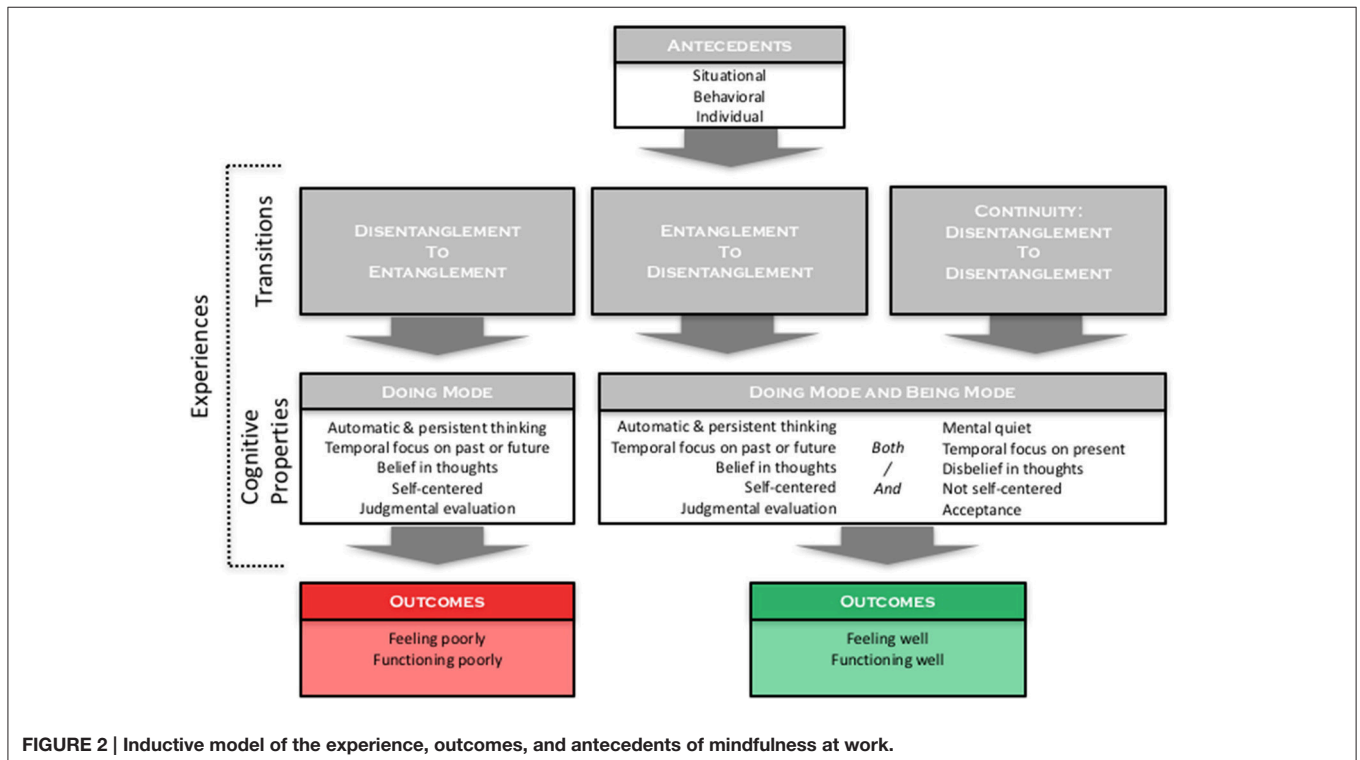 ANTECEDENTS
Situational
Behavioral
Individual
Experiences
Transitions
DISENTANGLEMENT
TO
ENTANGLEMENT
ENTANGLEMENT
TO
DISENTANGLEMENT
CONTINUITY:
DISENTANGLEMENT
TO
DISENTANGLEMENT
Cognitive
Properties
DOING MODE
Automatic & persistent thinking
Temporal focus on past or future
Belief in thoughts
Self-centered
Judgmental evaluation
DOING MODE AND BEING MODE
Automatic & persistent thinking Mental quiet
Temporal focus on past or future Both Temporal focus on present
Belief in thoughts / Disbelief in thoughts
Self-centered And Not self-centered
Judgmental evaluation Acceptance
OUTCOMES
Feeling poorly
Functioning poorly
OUTCOMES
Feeling well
Functioning well
FIGURE 2 | Inductive model of the experience, outcomes, and antecedents of mindfulness at work.